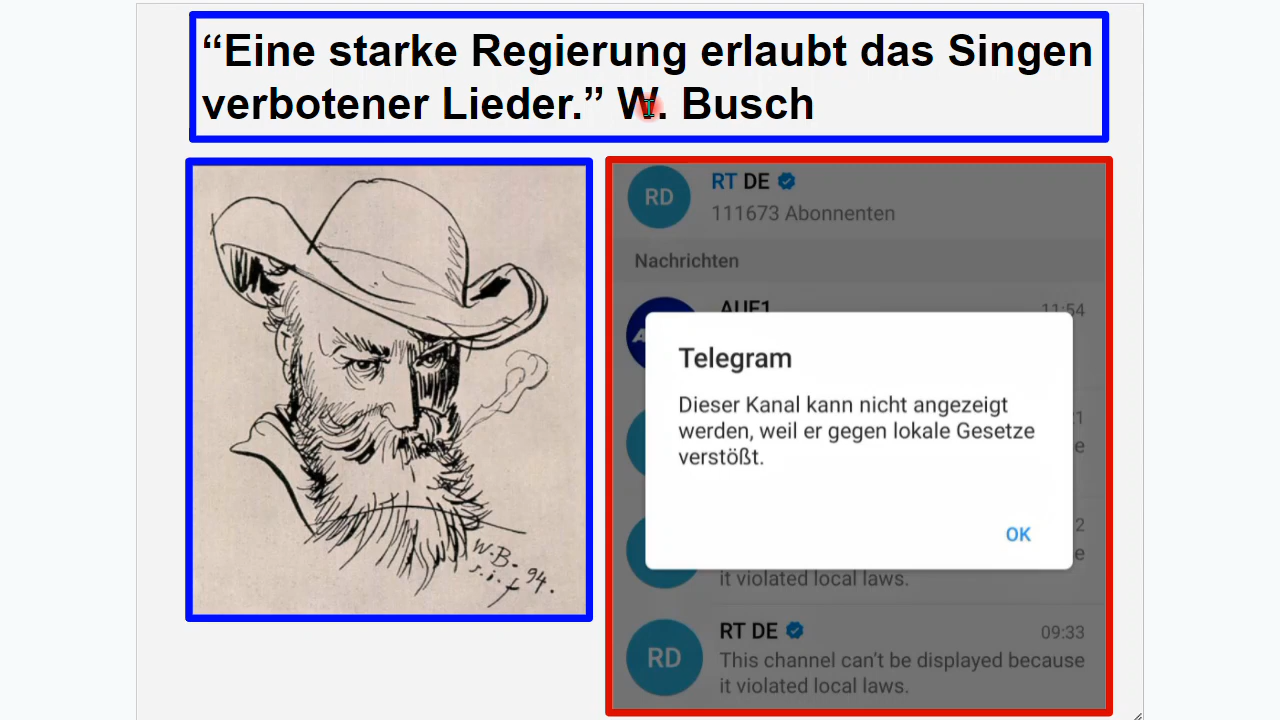 “Eine starke Regierung erlaubt das Singen
verbotener Lieder.” W. Busch
W.B. 94.
RD
RT DE
111673 Abonnenten
Nachrichten
AUF1
11:54
Telegram
Dieser Kanal kann nicht angezeigt
werden, weil er gegen lokale Gesetze
verstößt.
OK
it violated local laws.
RT DE
09:33
RD
This channel can't be displayed because
it violated local laws.